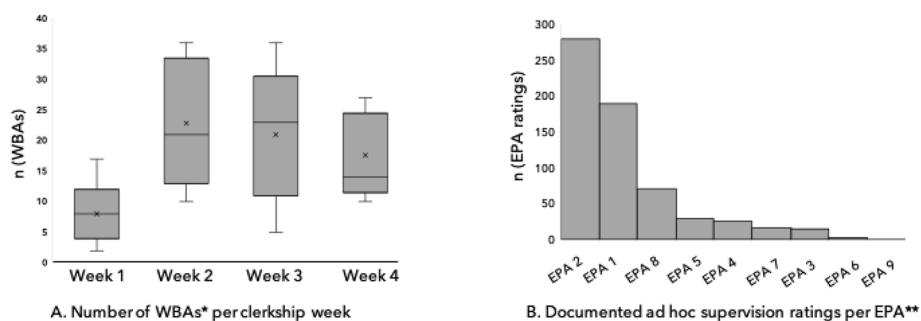 40
35
30
25
20
15
10
5
0
n (WBAs)
Week 1 Week 2 Week 3 Week 4
A. Number of WBAs* per clerkship week
300
250
200
150
100
50
0
n (EPA ratings)
EPA 2 EPA 1 EPA 8 EPA 5 EPA 4 EPA 7 EPA 3 EPA 6 EPA 9
B. Documented ad hoc supervision ratings per EPA**